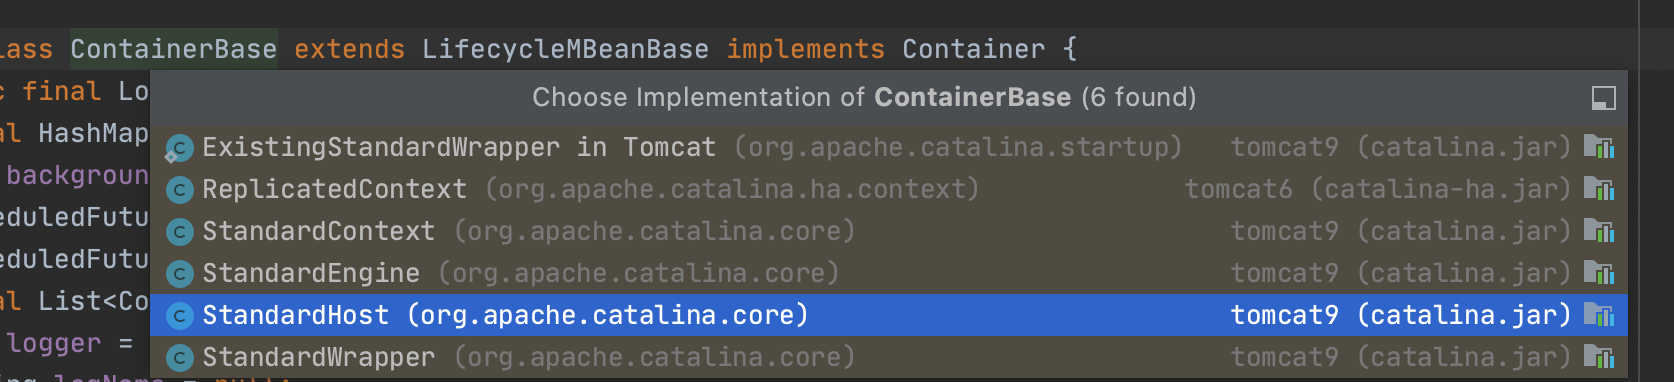 lass ContainerBase extends LifecycleMBeanBase implements Container {
c final Lo
Choose Implementation of ContainerBase (6 found)
al HashMap
ExistingStandardWrapper in Tomcat (org.apache.catalina.startup) tomcat9 (catalina.jar)
backgroun
ReplicatedContext (org.apache.catalina.ha.context) tomcat6 (catalina-ha.jar)
eduledFutu
StandardContext (org.apache.catalina.core) tomcat9 (catalina.jar)
eduledFutu
StandardEngine (org.apache.catalina.core) tomcat9 (catalina.jar)
al List<Co
StandardHost (org.apache.catalina.core) tomcat9 (catalina.jar)
logger =
StandardWrapper (org.apache.catalina.core) tomcat9 (catalina.jar)